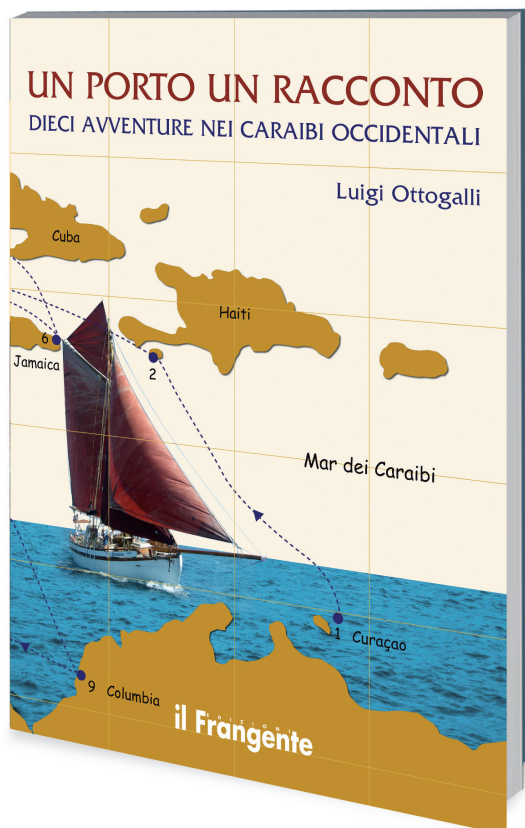 UN PORTO UN RACCONTO
DIECI AVVENTURE NEI CARAIBI OCCIDENTALI
Luigi Ottogalli
Cuba
Haiti
6
Jamaica
2
Mar dei Caraibi
1 Curaçao
9 Columbia
EDIZIONI
il Frangente